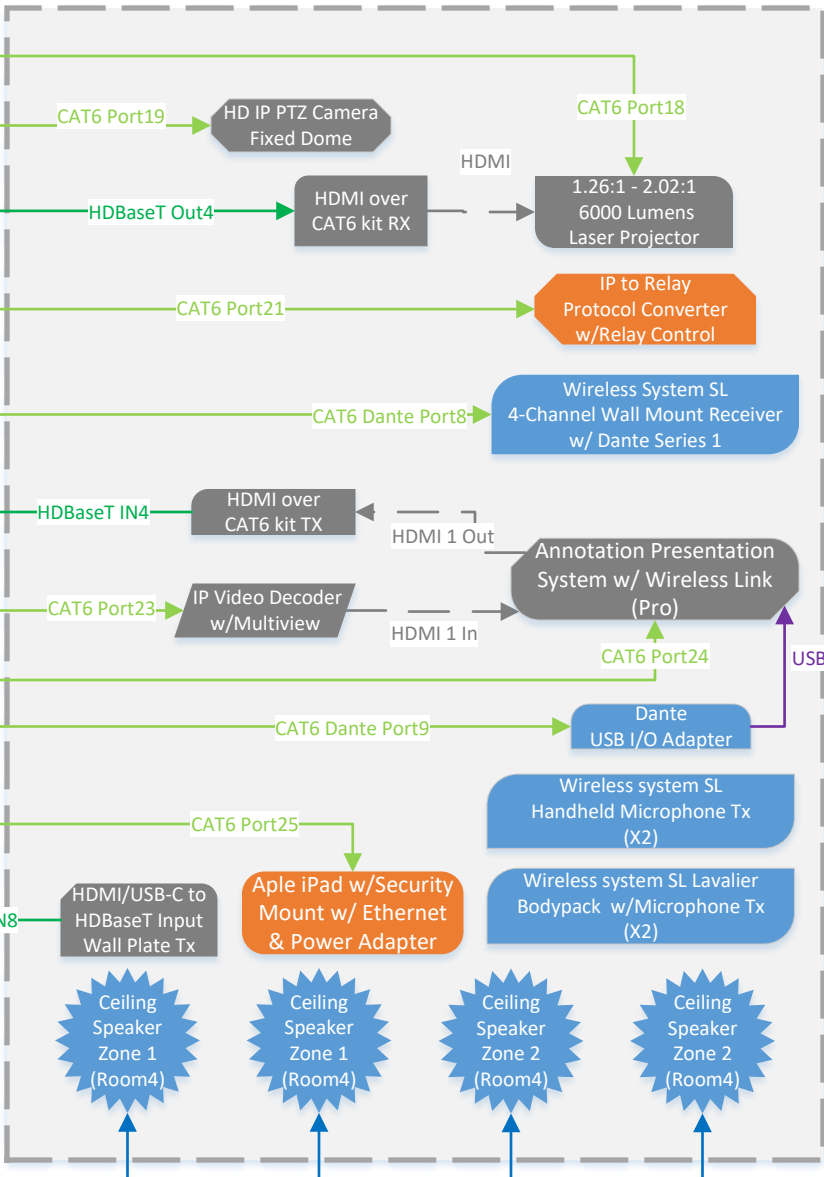 CAT6 Port19
HD IP PTZ Camera
Fixed Dome
CAT6 Port18
HDMI
HDBaseT Out4
HDMI over
CAT6 kit RX
1.26:1 - 2.02:1
6000 Lumens
Laser Projector
CAT6 Port21
IP to Relay
Protocol Converter
w/Relay Control
CAT6 Dante Port8
Wireless System SL
4-Channel Wall Mount Receiver
w/ Dante Series 1
HDBaseT IN4
HDMI over
CAT6 kit TX
HDMI 1 Out
Annotation Presentation
System w/ Wireless Link
(Pro)
CAT6 Port23
IP Video Decoder
w/Multiview
HDMI 1 In
CAT6 Port24
USB
CAT6 Dante Port9
Dante
USB I/O Adapter
Wireless system SL
Handheld Microphone Tx
(X2)
CAT6 Port25
Aple iPad w/Security
Mount w/ Ethernet
& Power Adapter
Wireless system SL Lavalier
Bodypack  w/Microphone Tx
(X2)
N8
HDMI/USB-C to
HDBaseT Input
Wall Plate Tx
Ceiling
Speaker
Zone 1
(Room4)
Ceiling
Speaker
Zone 1
(Room4)
Ceiling
Speaker
Zone 2
(Room4)
Ceiling
Speaker
Zone 2
(Room4)